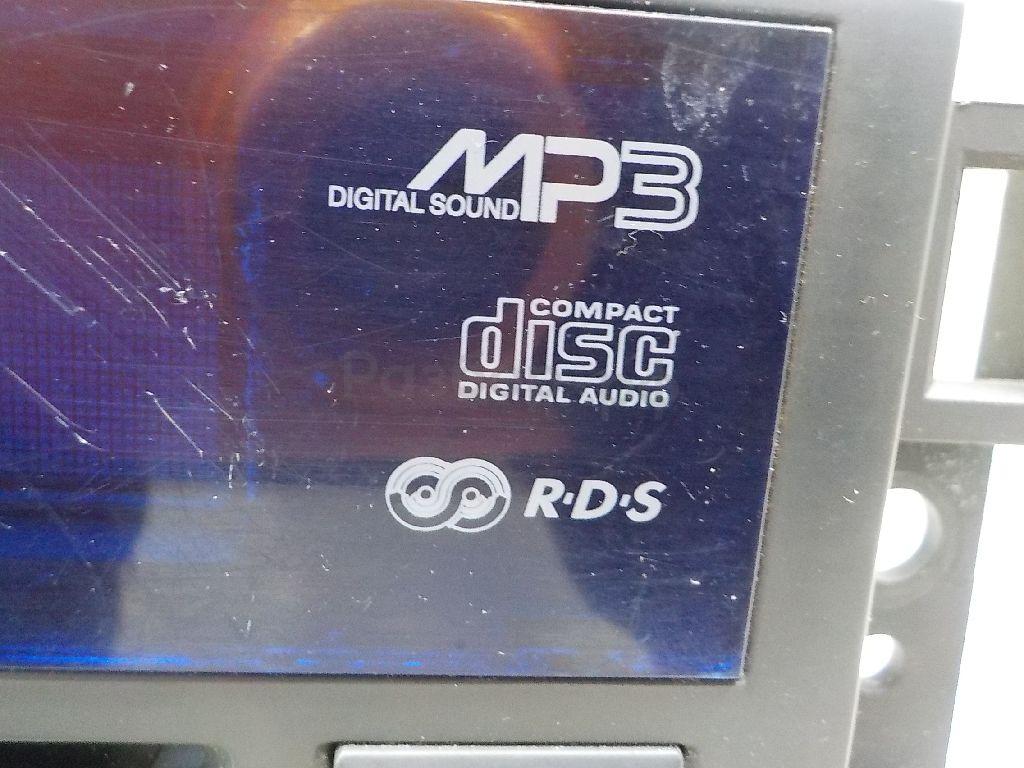 DIGITAL SOUND MP3
COMPACT
disc
DIGITAL AUDIO
R·D·S